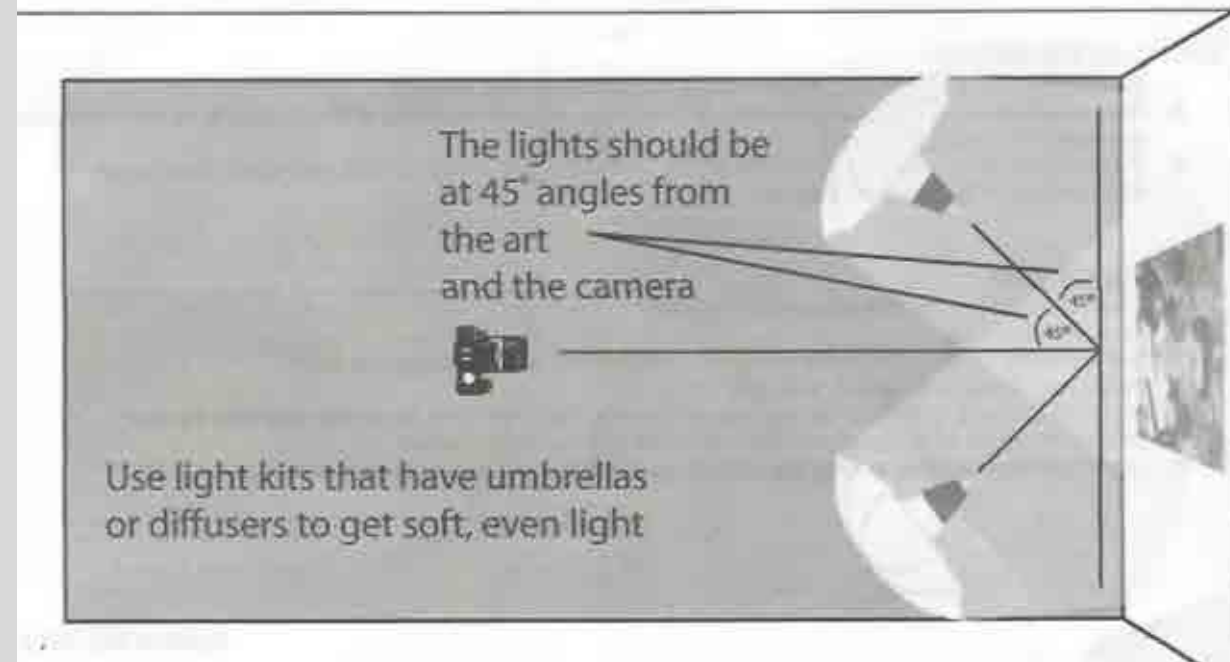 The lights should be
at 45° angles from
the art
and the camera
45°
45°
Use light kits that have umbrellas
or diffusers to get soft, even light